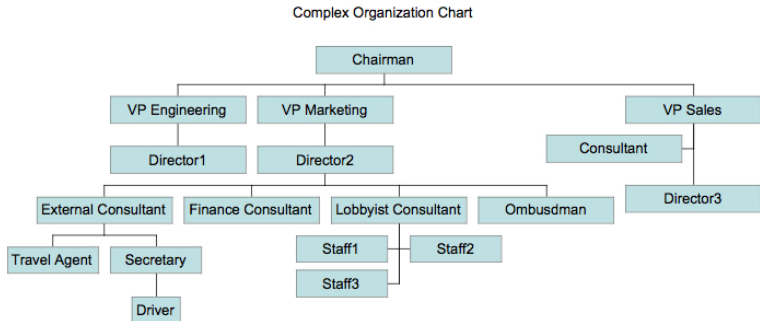 Complex Organization Chart
Chairman
VP Engineering
VP Marketing
VP Sales
Consultant
Director1
Director2
Director3
External Consultant
Finance Consultant
Lobbyist Consultant
Ombusdman
Travel Agent
Secretary
Staff1
Staff2
Staff3
Driver